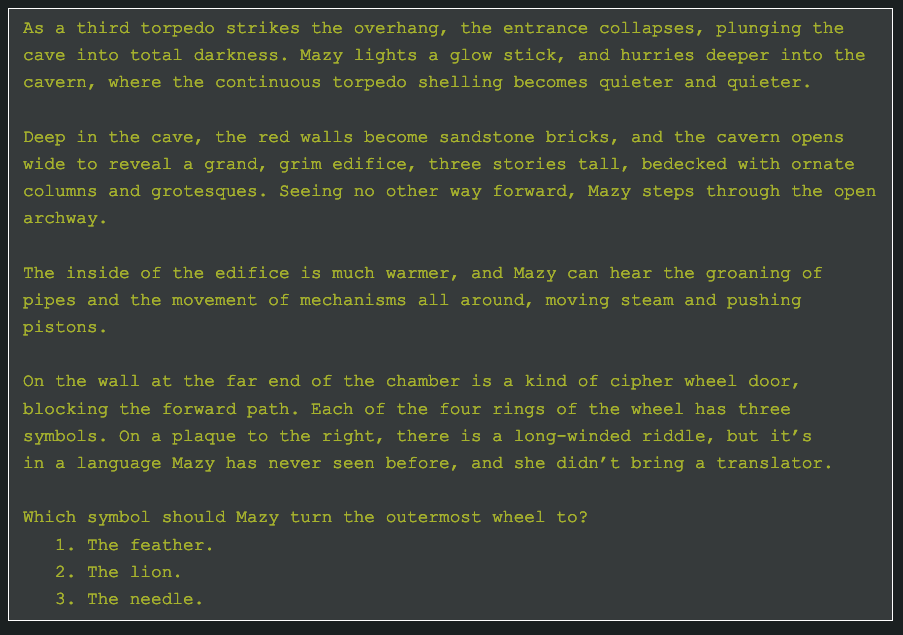 As a third torpedo strikes the overhang, the entrance collapses, plunging the
cave into total darkness. Mazy lights a glow stick, and hurries deeper into the
cavern, where the continuous torpedo shelling becomes quieter and quieter.
Deep in the cave, the red walls become sandstone bricks, and the cavern opens
wide to reveal a grand, grim edifice, three stories tall, bedecked with ornate
columns and grotesques. Seeing no other way forward, Mazy steps through the open
archway.
The inside of the edifice is much warmer, and Mazy can hear the groaning of
pipes and the movement of mechanisms all around, moving steam and pushing
pistons.
On the wall at the far end of the chamber is a kind of cipher wheel door,
blocking the forward path. Each of the four rings of the wheel has three
symbols. On a plaque to the right, there is a long-winded riddle, but it’s
in a language Mazy has never seen before, and she didn’t bring a translator.
Which symbol should Mazy turn the outermost wheel to?
1. The feather.
2. The lion.
3. The needle.